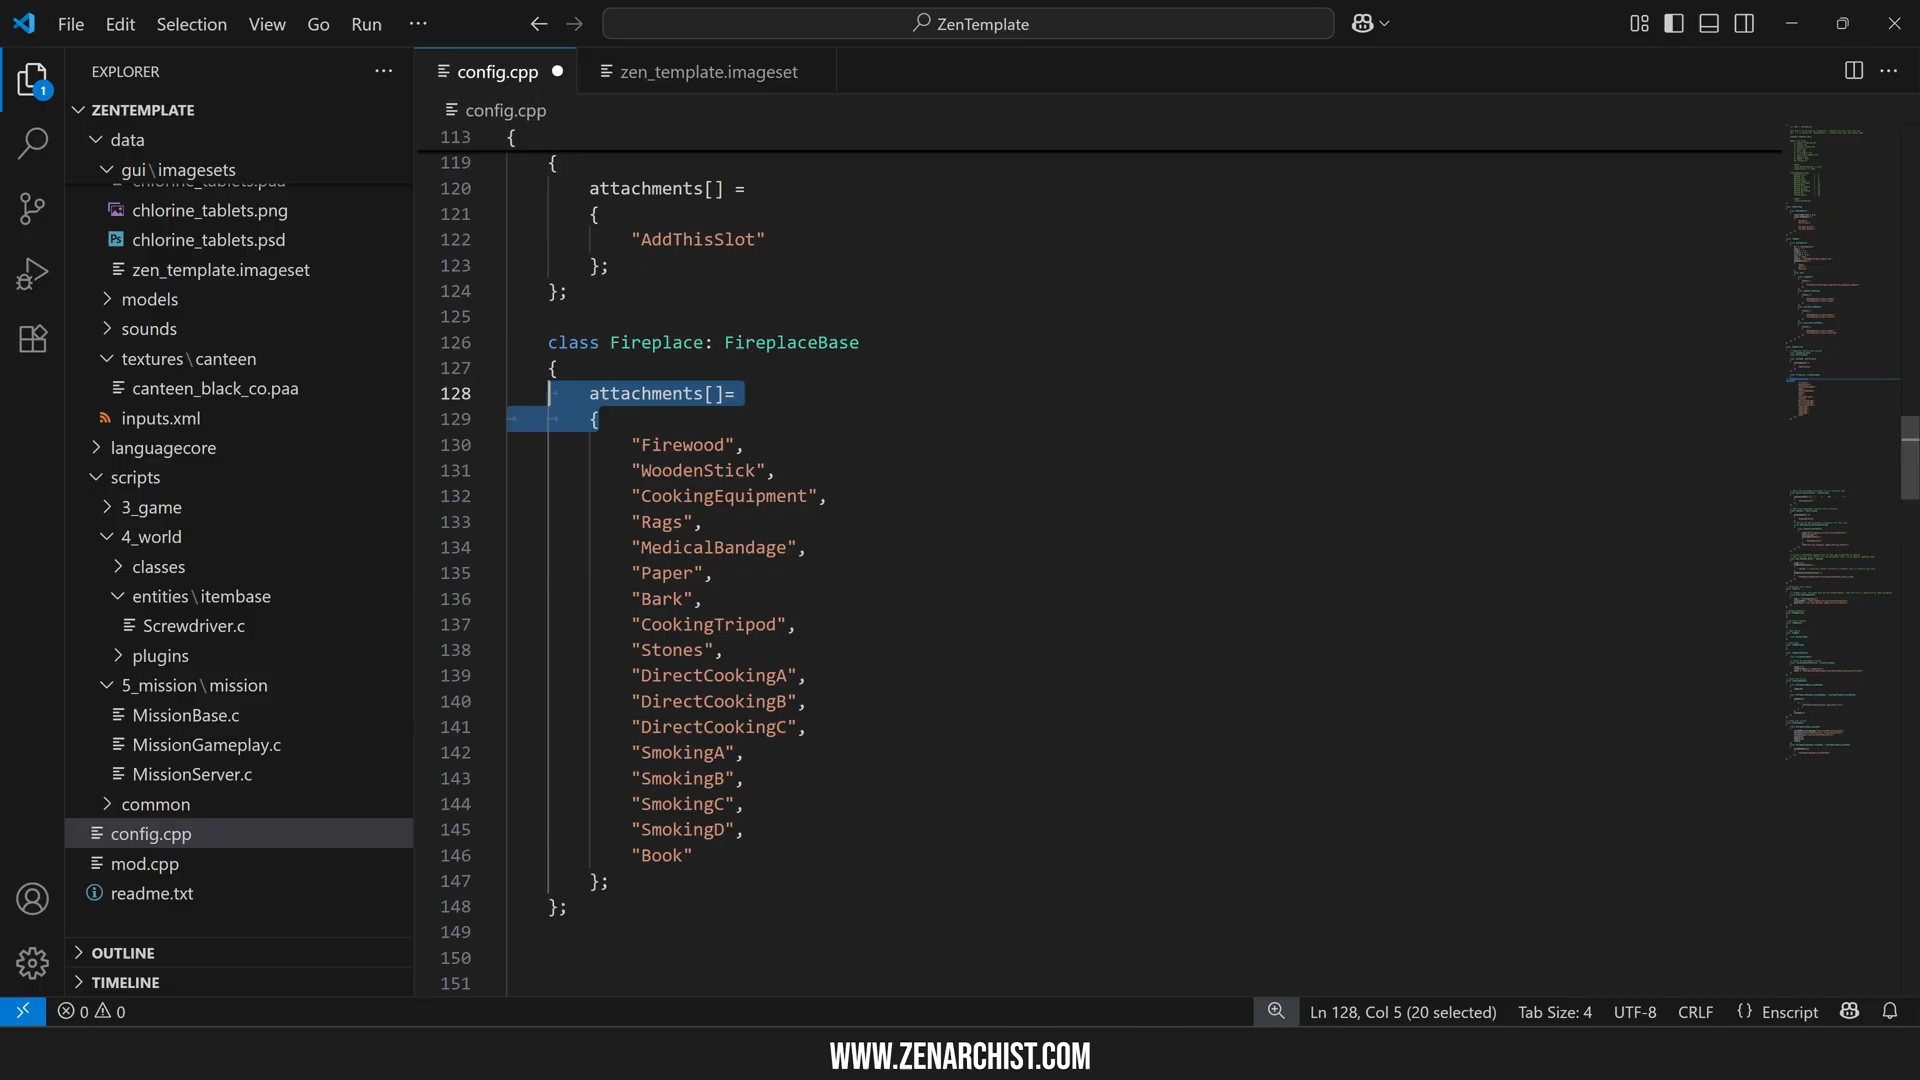 File Edit Selection View Go Run ···
ZenTemplate
EXPLORER
config.cpp
zen_template.imageset
1
ZENTEMPLATE
config.cpp
data
gui\imagesets
chlorine_tablets.paa
chlorine_tablets.png
chlorine_tablets.psd
zen_template.imageset
models
sounds
textures\canteen
canteen_black_co.paa
inputs.xml
languagecore
scripts
3_game
4_world
classes
entities\itembase
Screwdriver.c
plugins
5_mission\mission
MissionBase.c
MissionGameplay.c
MissionServer.c
common
config.cpp
mod.cpp
readme.txt
OUTLINE
TIMELINE
113 {
119 {
120 attachments[] =
121 {
122 "AddThisSlot"
123 };
124 };
125
126 class Fireplace: FireplaceBase
127 {
128 attachments[]=
129 {
130 "Firewood",
131 "WoodenStick",
132 "CookingEquipment",
133 "Rags",
134 "MedicalBandage",
135 "Paper",
136 "Bark",
137 "CookingTripod",
138 "Stones",
139 "DirectCookingA",
140 "DirectCookingB",
141 "DirectCookingC",
142 "SmokingA",
143 "SmokingB",
144 "SmokingC",
145 "SmokingD",
146 "Book"
147 };
148 };
149
150
151
0 0
Ln 128, Col 5 (20 selected) Tab Size: 4 UTF-8 CRLF {} Enscript
WWW.ZENARCHIST.COM